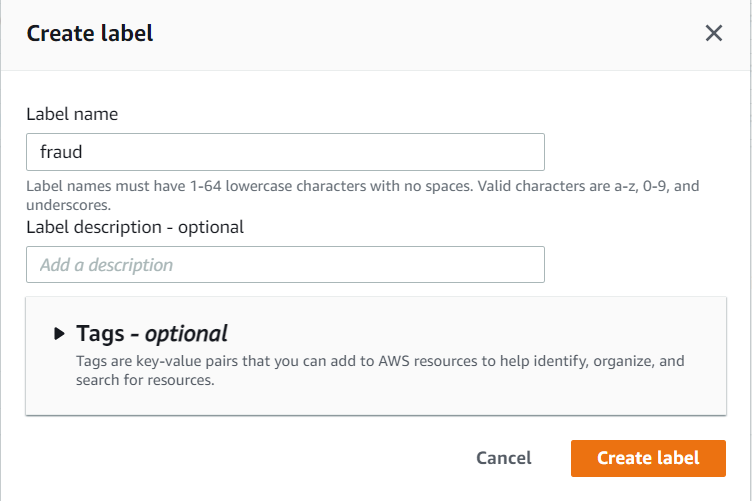 Create label
Label name
fraud
Label names must have 1-64 lowercase characters with no spaces. Valid characters are a-z, 0-9, and
underscores.
Label description - optional
Add a description
Tags - optional
Tags are key-value pairs that you can add to AWS resources to help identify, organize, and
search for resources.
Cancel
Create label